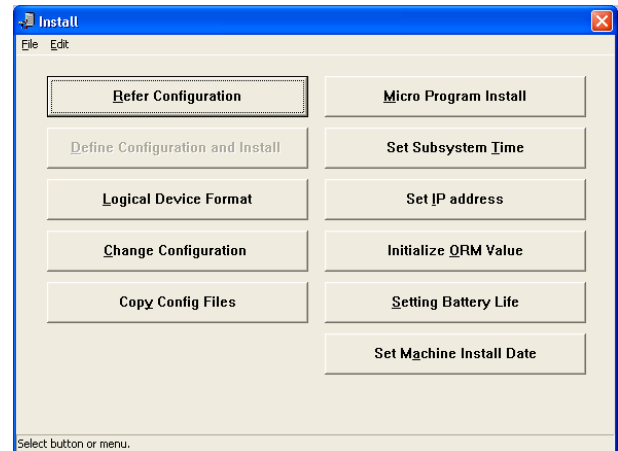 Install
File Edit
Refer Configuration
Define Configuration and Install
Logical Device Format
Change Configuration
Copy Config Files
Micro Program Install
Set Subsystem Time
Set IP address
Initialize ORM Value
Setting Battery Life
Set Machine Install Date
Select button or menu.